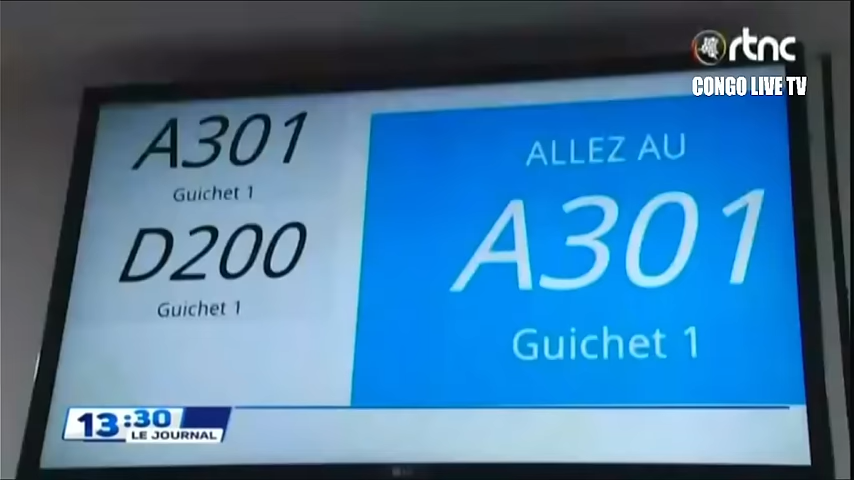 rtnc
CONGO LIVE TV
A301
Guichet 1
D200
Guichet 1
ALLEZ AU
A301
Guichet 1
13:30
LE JOURNAL